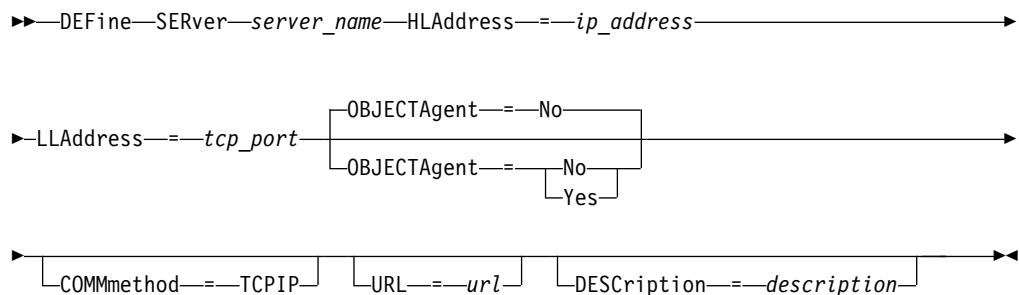 DEFine SERver server_name HLAddress = ip_address
OBJECTAgent = No
LLAddress = tcp_port
OBJECTAgent = No
Yes
COMMmethod = TCPIP URL = url DESCription = description